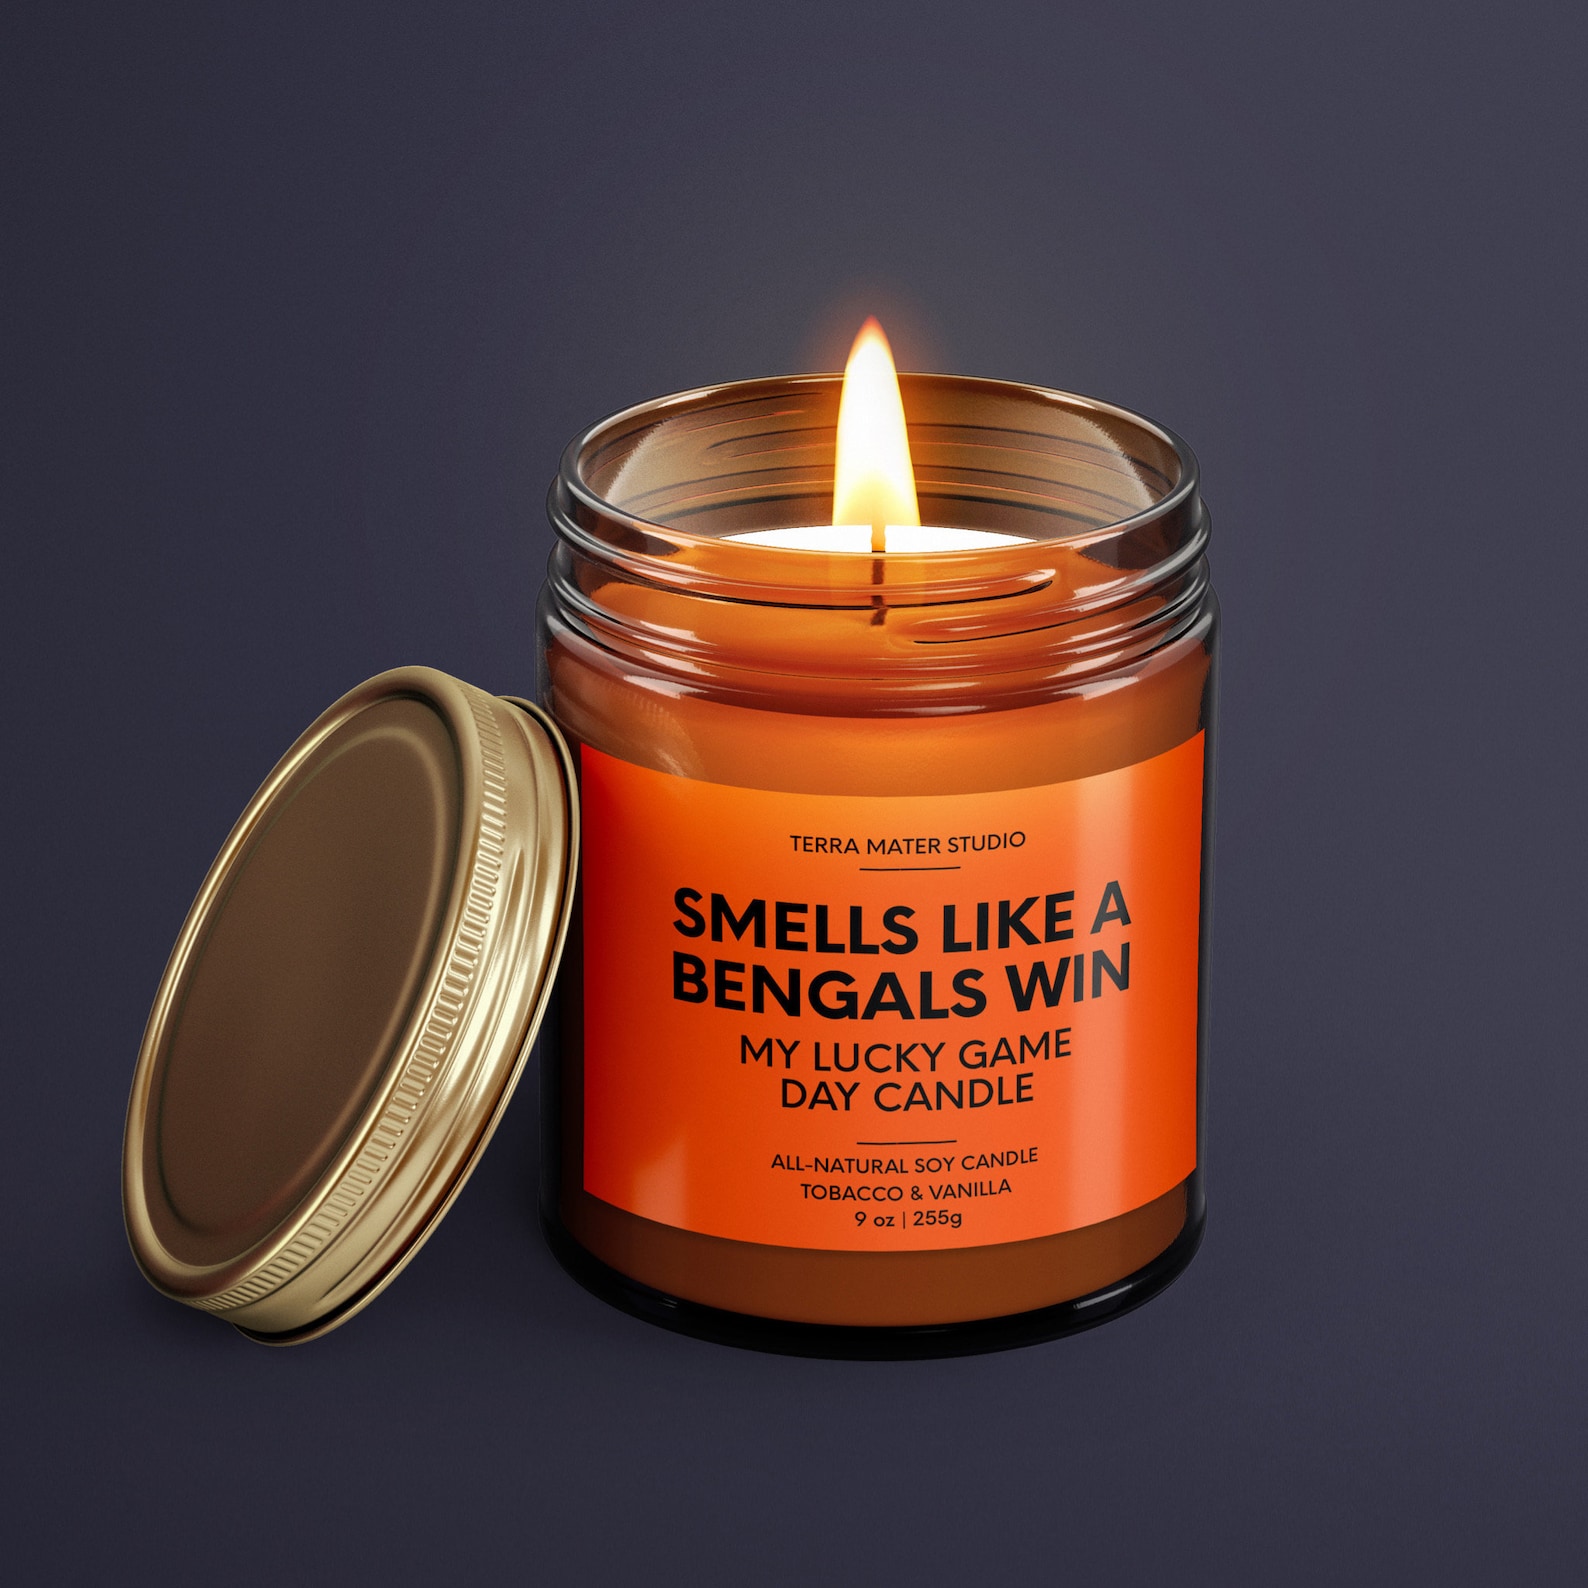 TERRA MATER STUDIO
SMELLS LIKE A
BENGALS WIN
MY LUCKY GAME
DAY CANDLE
ALL-NATURAL SOY CANDLE
TOBACCO & VANILLA
9 oz | 255g